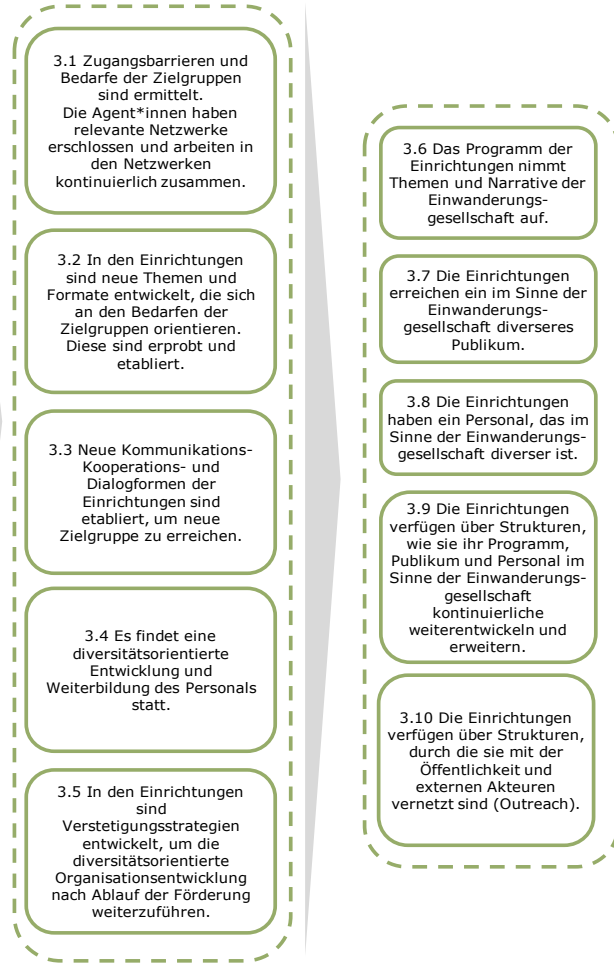 3.1 Zugangsbarrieren und
Bedarfe der Zielgruppen
sind ermittelt.
Die Agent*innen haben
relevante Netzwerke
erschlossen und arbeiten in
den Netzwerken
kontinuierlich zusammen.
3.2 In den Einrichtungen
sind neue Themen und
Formate entwickelt, die sich
an den Bedarfen der
Zielgruppen orientieren.
Diese sind erprobt und
etabliert.
3.3 Neue Kommunikations-
Kooperations- und
Dialogformen der
Einrichtungen sind
etabliert, um neue
Zielgruppe zu erreichen.
3.4 Es findet eine
diversitätsorientierte
Entwicklung und
Weiterbildung des Personals
statt.
3.5 In den Einrichtungen
sind
Verstetigungsstrategien
entwickelt, um die
diversitätsorientierte
Organisationsentwicklung
nach Ablauf der Förderung
weiterzuführen.
3.6 Das Programm der
Einrichtungen nimmt
Themen und Narrative der
Einwanderungs-
gesellschaft auf.
3.7 Die Einrichtungen
erreichen ein im Sinne der
Einwanderungs-
gesellschaft diverseres
Publikum.
3.8 Die Einrichtungen
haben ein Personal, das im
Sinne der Einwanderungs-
gesellschaft diverser ist.
3.9 Die Einrichtungen
verfügen über Strukturen,
wie sie ihr Programm,
Publikum und Personal im
Sinne der Einwanderungs-
gesellschaft
kontinuierliche
weiterentwickeln und
erweitern.
3.10 Die Einrichtungen
verfügen über Strukturen,
durch die sie mit der
Öffentlichkeit und
externen Akteuren
vernetzt sind (Outreach).